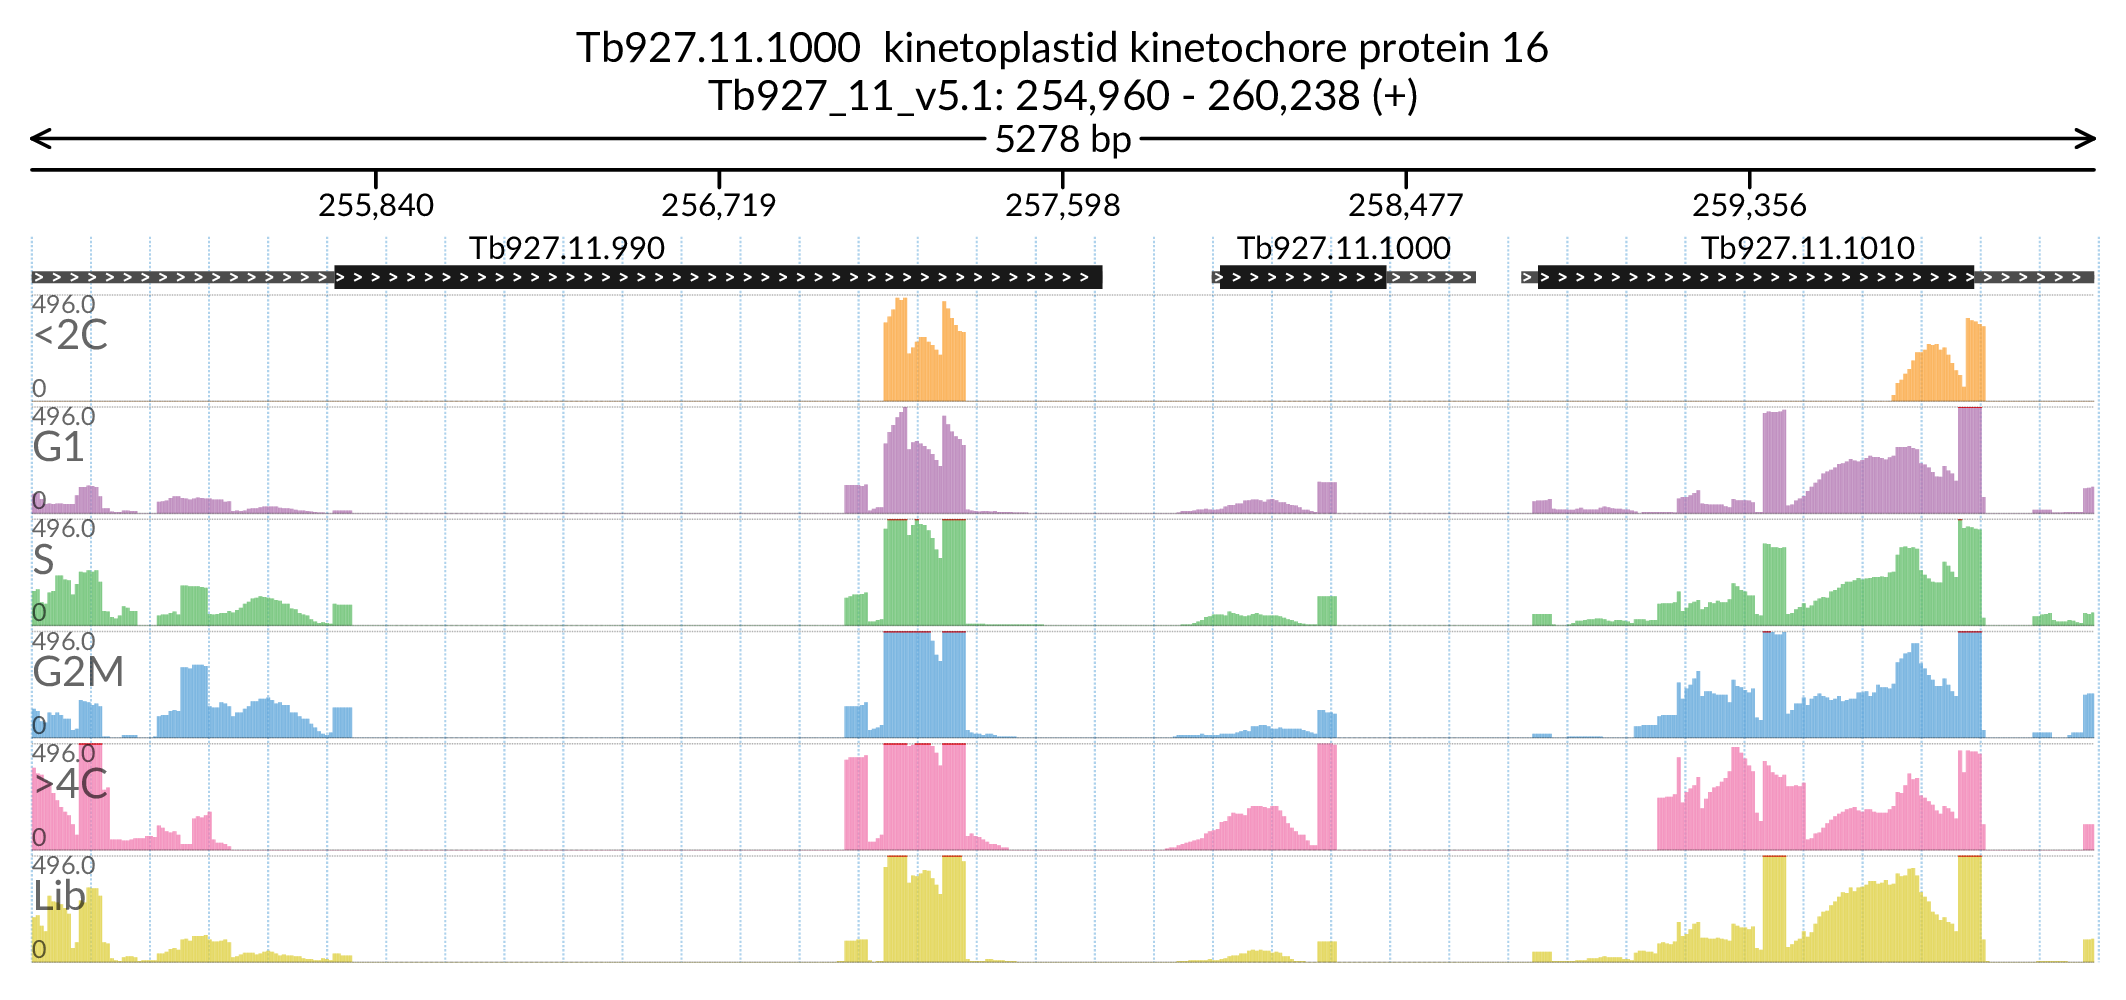 Tb927.11.1000 kinetoplastid kinetochore protein 16
Tb927_11_v5.1: 254,960 - 260,238 (+)
5278 bp
255,840 256,719 257,598 258,477 259,356
Tb927.11.990 Tb927.11.1000 Tb927.11.1010
496.0
<2C
0
496.0
G1
0
496.0
S
0
496.0
G2M
0
496.0
>4C
0
496.0
Lib
0